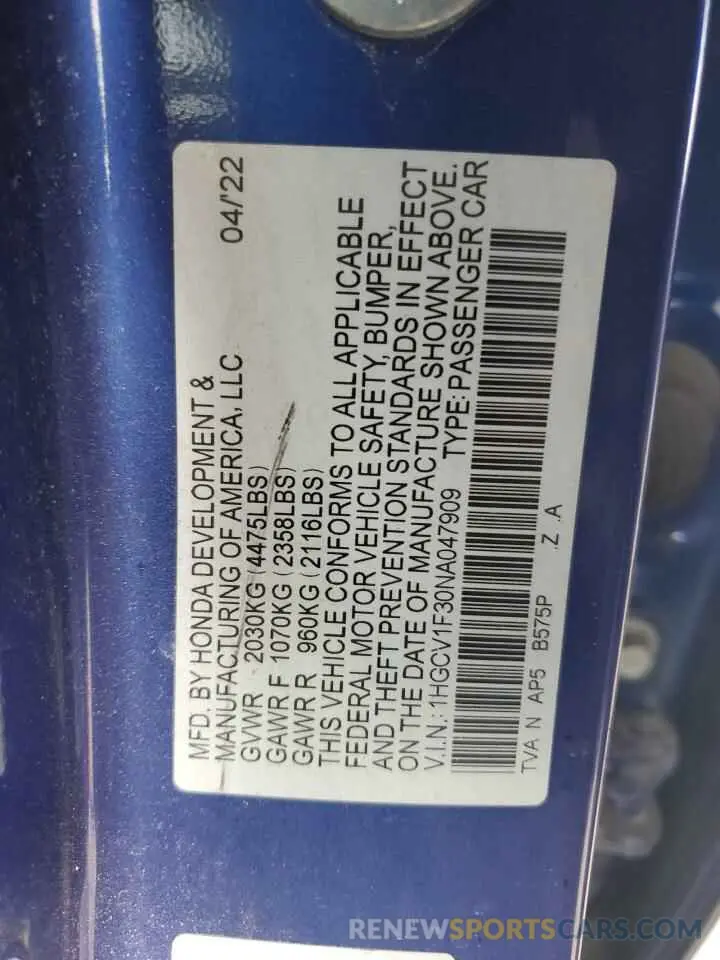 MFD. BY HONDA DEVELOPMENT &
MANUFACTURING OF AMERICA, LLC 04/'22
GVWR 2030KG (4475LBS)
GAWR F 1070KG (2358LBS)
GAWR R 960KG (2116LBS)
THIS VEHICLE CONFORMS TO ALL APPLICABLE
FEDERAL MOTOR VEHICLE SAFETY, BUMPER,
AND THEFT PREVENTION STANDARDS IN EFFECT
ON THE DATE OF MANUFACTURE SHOWN ABOVE.
V.I.N.: 1HGCV1F30NA047909 TYPE: PASSENGER CAR
TVA N AP5 B575P .Z .A
RENEWSPORTSCARS.COM